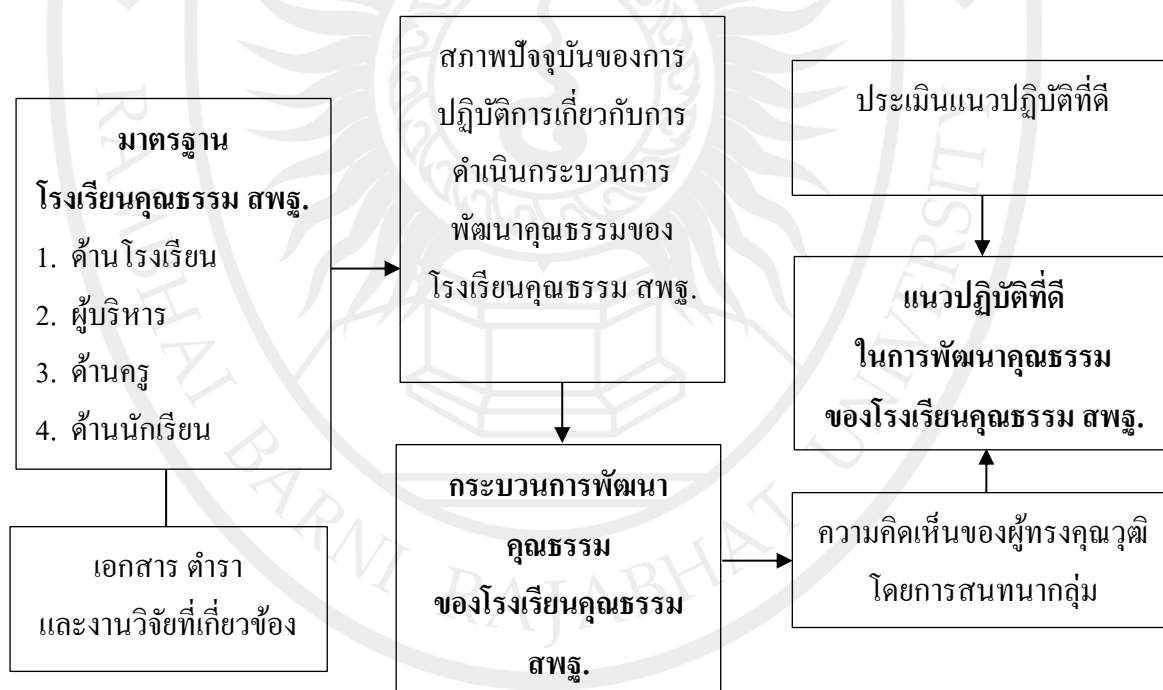 มาตรฐาน
โรงเรียนคุณธรรม สพฐ.
1. ด้านโรงเรียน
2. ผู้บริหาร
3. ด้านครู
4. ด้านนักเรียน
เอกสาร ตำรา
และงานวิจัยที่เกี่ยวข้อง
สภาพปัจจุบันของการ
ปฏิบัติการเกี่ยวกับการ
ดำเนินกระบวนการ
พัฒนาคุณธรรมของ
โรงเรียนคุณธรรม สพฐ.
กระบวนการพัฒนา
คุณธรรม
ของโรงเรียนคุณธรรม
สพฐ.
ประเมินแนวปฏิบัติที่ดี
แนวปฏิบัติที่ดี
ในการพัฒนาคุณธรรม
ของโรงเรียนคุณธรรม สพฐ.
ความคิดเห็นของผู้ทรงคุณวุฒิ
โดยการสนทนากลุ่ม
RAMBHAI BARNI RAJABHAT UNIVERSITY